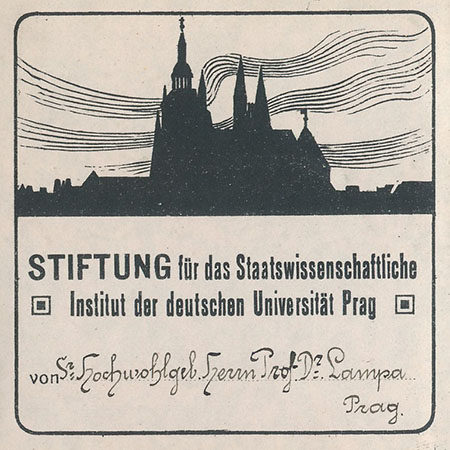 STIFTUNG für das Staatswissenschaftliche
Institut der deutschen Universität Prag
von Sr. Hochwohlgeb. Herrn Prof. Dr. Lampa
Prag.